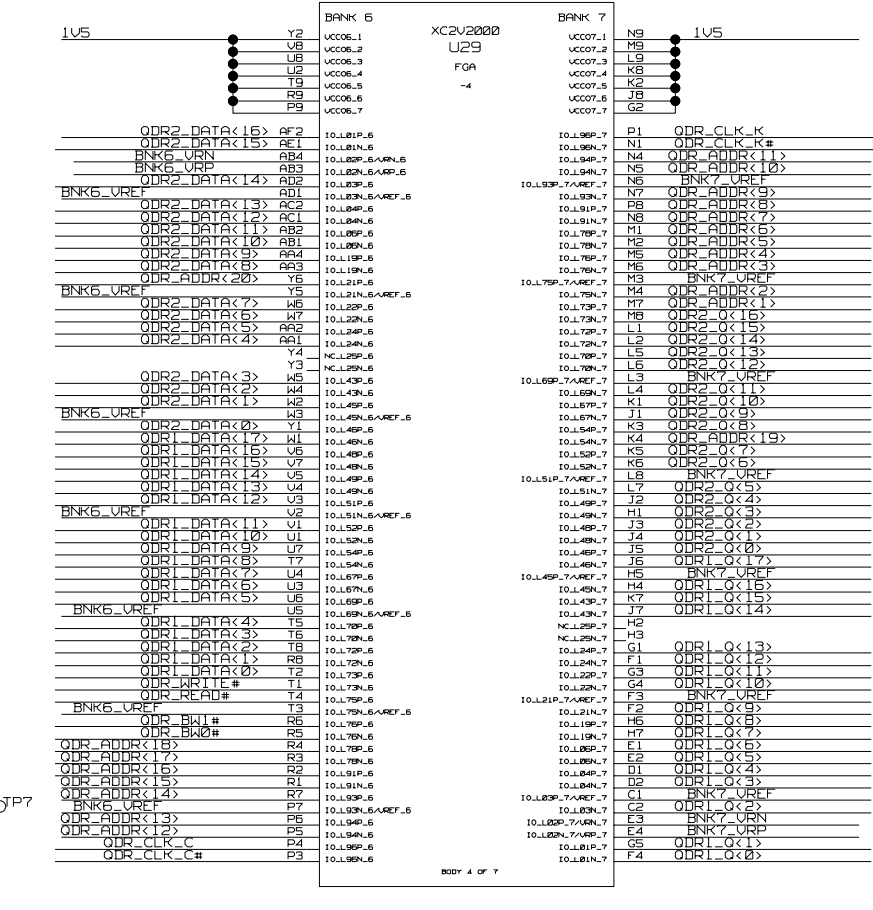 BANK 6 XC2V2000 BANK 7
U29
FGA
-4
1V5 Y2 VCCO6_1 VCCO7_1 N9 1V5
V8 VCCO6_2 VCCO7_2 M9
U8 VCCO6_3 VCCO7_3 L9
U2 VCCO6_4 VCCO7_4 K8
T9 VCCO6_5 VCCO7_5 K2
R9 VCCO6_6 VCCO7_6 J8
P9 VCCO6_7 VCCO7_7 G2
QDR2_DATA<16> AF2 IO_L01P_6 IO_L96P_7 P1 QDR_CLK_K
QDR2_DATA<15> AE1 IO_L01N_6 IO_L96N_7 N1 QDR_CLK_K#
BNK6_VRN AB4 IO_L02P_6/VRN_6 IO_L94P_7 N4 QDR_ADDR<11>
BNK6_VRP AB3 IO_L02N_6/VRP_6 IO_L94N_7 N5 QDR_ADDR<10>
QDR2_DATA<14> AD2 IO_L03P_6 IO_L93P_7/VREF_7 N6 BNK7_VREF
BNK6_VREF AD1 IO_L03N_6/VREF_6 IO_L93N_7 N7 QDR_ADDR<9>
QDR2_DATA<13> AC2 IO_L04P_6 IO_L91P_7 P8 QDR_ADDR<8>
QDR2_DATA<12> AC1 IO_L04N_6 IO_L91N_7 N8 QDR_ADDR<7>
QDR2_DATA<11> AB2 IO_L06P_6 IO_L78P_7 M1 QDR_ADDR<6>
QDR2_DATA<10> AB1 IO_L06N_6 IO_L78N_7 M2 QDR_ADDR<5>
QDR2_DATA<9> AA4 IO_L19P_6 IO_L76P_7 M5 QDR_ADDR<4>
QDR2_DATA<8> AA3 IO_L19N_6 IO_L76N_7 M6 QDR_ADDR<3>
QDR_ADDR<20> Y6 IO_L21P_6 IO_L75P_7/VREF_7 M3 BNK7_VREF
BNK6_VREF Y5 IO_L21N_6/VREF_6 IO_L75N_7 M4 QDR_ADDR<2>
QDR2_DATA<7> W6 IO_L22P_6 IO_L73P_7 M7 QDR_ADDR<1>
QDR2_DATA<6> W7 IO_L22N_6 IO_L73N_7 M8 QDR2_Q<16>
QDR2_DATA<5> AA2 IO_L24P_6 IO_L72P_7 L1 QDR2_Q<15>
QDR2_DATA<4> AA1 IO_L24N_6 IO_L72N_7 L2 QDR2_Q<14>
Y4 NC_L25P_6 IO_L70P_7 L5 QDR2_Q<13>
Y3 NC_L25N_6 IO_L70N_7 L6 QDR2_Q<12>
QDR2_DATA<3> W5 IO_L43P_6 IO_L69P_7/VREF_7 L3 BNK7_VREF
QDR2_DATA<2> W4 IO_L43N_6 IO_L69N_7 L4 QDR2_Q<11>
QDR2_DATA<1> W2 IO_L45P_6 IO_L67P_7 K1 QDR2_Q<10>
BNK6_VREF W3 IO_L45N_6/VREF_6 IO_L67N_7 J1 QDR2_Q<9>
QDR2_DATA<0> Y1 IO_L46P_6 IO_L54P_7 K3 QDR2_Q<8>
QDR1_DATA<17> W1 IO_L46N_6 IO_L54N_7 K4 QDR_ADDR<19>
QDR1_DATA<16> V6 IO_L48P_6 IO_L52P_7 K5 QDR2_Q<7>
QDR1_DATA<15> V7 IO_L48N_6 IO_L52N_7 K6 QDR2_Q<6>
QDR1_DATA<14> V5 IO_L49P_6 IO_L51P_7/VREF_7 L8 BNK7_VREF
QDR1_DATA<13> V4 IO_L49N_6 IO_L51N_7 L7 QDR2_Q<5>
QDR1_DATA<12> V3 IO_L51P_6 IO_L49P_7 J2 QDR2_Q<4>
BNK6_VREF V2 IO_L51N_6/VREF_6 IO_L49N_7 H1 QDR2_Q<3>
QDR1_DATA<11> V1 IO_L52P_6 IO_L48P_7 J3 QDR2_Q<2>
QDR1_DATA<10> U1 IO_L52N_6 IO_L48N_7 J4 QDR2_Q<1>
QDR1_DATA<9> U7 IO_L54P_6 IO_L46P_7 J5 QDR2_Q<0>
QDR1_DATA<8> T7 IO_L54N_6 IO_L46N_7 J6 QDR1_Q<17>
QDR1_DATA<7> U4 IO_L67P_6 IO_L45P_7/VREF_7 H5 BNK7_VREF
QDR1_DATA<6> U3 IO_L67N_6 IO_L45N_7 H4 QDR1_Q<16>
QDR1_DATA<5> U6 IO_L69P_6 IO_L43P_7 K7 QDR1_Q<15>
BNK6_VREF U5 IO_L69N_6/VREF_6 IO_L43N_7 J7 QDR1_Q<14>
QDR1_DATA<4> T5 IO_L70P_6 NC_L25P_7 H2
QDR1_DATA<3> T6 IO_L70N_6 NC_L25N_7 H3
QDR1_DATA<2> T8 IO_L72P_6 IO_L24P_7 G1 QDR1_Q<13>
QDR1_DATA<1> R8 IO_L72N_6 IO_L24N_7 F1 QDR1_Q<12>
QDR1_DATA<0> T2 IO_L73P_6 IO_L22P_7 G3 QDR1_Q<11>
QDR_WRITE# T1 IO_L73N_6 IO_L22N_7 G4 QDR1_Q<10>
QDR_READ# T4 IO_L75P_6 IO_L21P_7/VREF_7 F3 BNK7_VREF
BNK6_VREF T3 IO_L75N_6/VREF_6 IO_L21N_7 F2 QDR1_Q<9>
QDR_BW1# R6 IO_L76P_6 IO_L19P_7 H6 QDR1_Q<8>
QDR_BW0# R5 IO_L76N_6 IO_L19N_7 H7 QDR1_Q<7>
QDR_ADDR<18> R4 IO_L78P_6 IO_L06P_7 E1 QDR1_Q<6>
QDR_ADDR<17> R3 IO_L78N_6 IO_L06N_7 E2 QDR1_Q<5>
QDR_ADDR<16> R2 IO_L91P_6 IO_L04P_7 D1 QDR1_Q<4>
QDR_ADDR<15> R1 IO_L91N_6 IO_L04N_7 D2 QDR1_Q<3>
QDR_ADDR<14> R7 IO_L93P_6 IO_L03P_7/VREF_7 C1 BNK7_VREF
TP7 BNK6_VREF P7 IO_L93N_6/VREF_6 IO_L03N_7 C2 QDR1_Q<2>
QDR_ADDR<13> P6 IO_L94P_6 IO_L02P_7/VRN_7 E3 BNK7_VRN
QDR_ADDR<12> P5 IO_L94N_6 IO_L02N_7/VRP_7 E4 BNK7_VRP
QDR_CLK_C P4 IO_L96P_6 IO_L01P_7 G5 QDR1_Q<1>
QDR_CLK_C# P3 IO_L96N_6 IO_L01N_7 F4 QDR1_Q<0>
BODY 4 OF 7